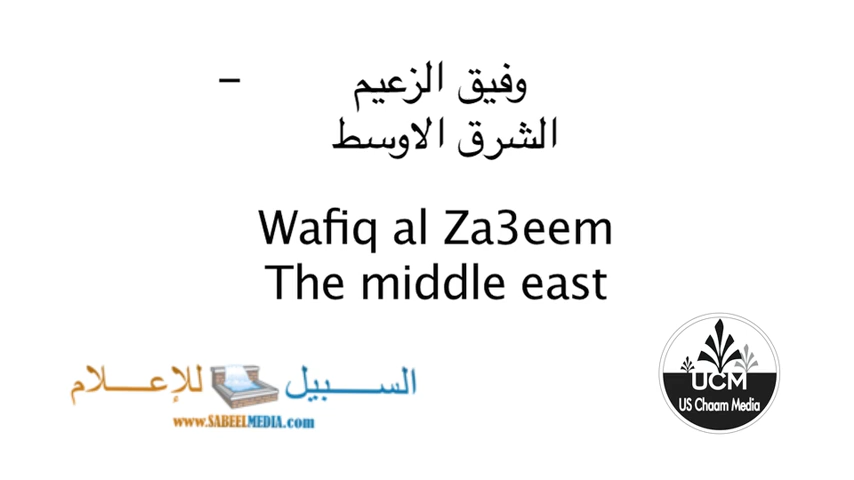 وفيق الزعيم -
الشرق الاوسط
Wafiq al Za3eem
The middle east
السبيل للإعلام
www.SABEELMEDIA.com
UCM
US Chaam Media